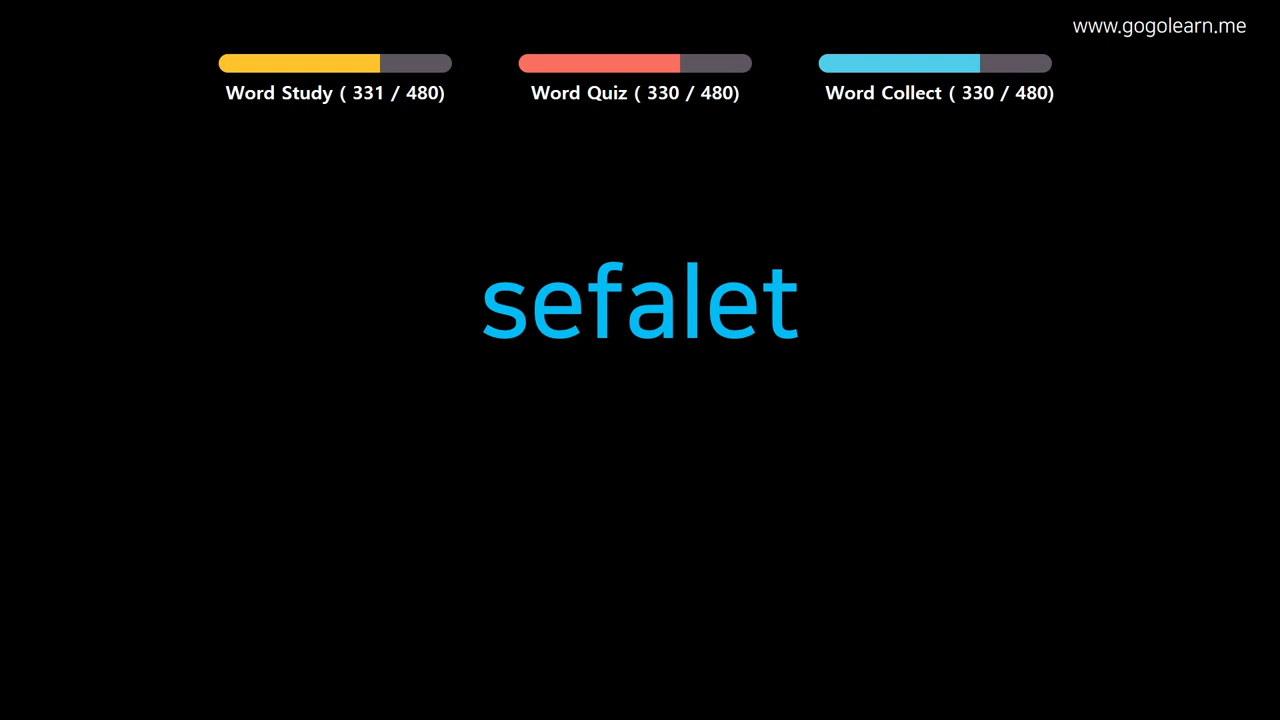 www.gogolearn.me
Word Study ( 331 / 480)
Word Quiz ( 330 / 480)
Word Collect ( 330 / 480)
sefalet